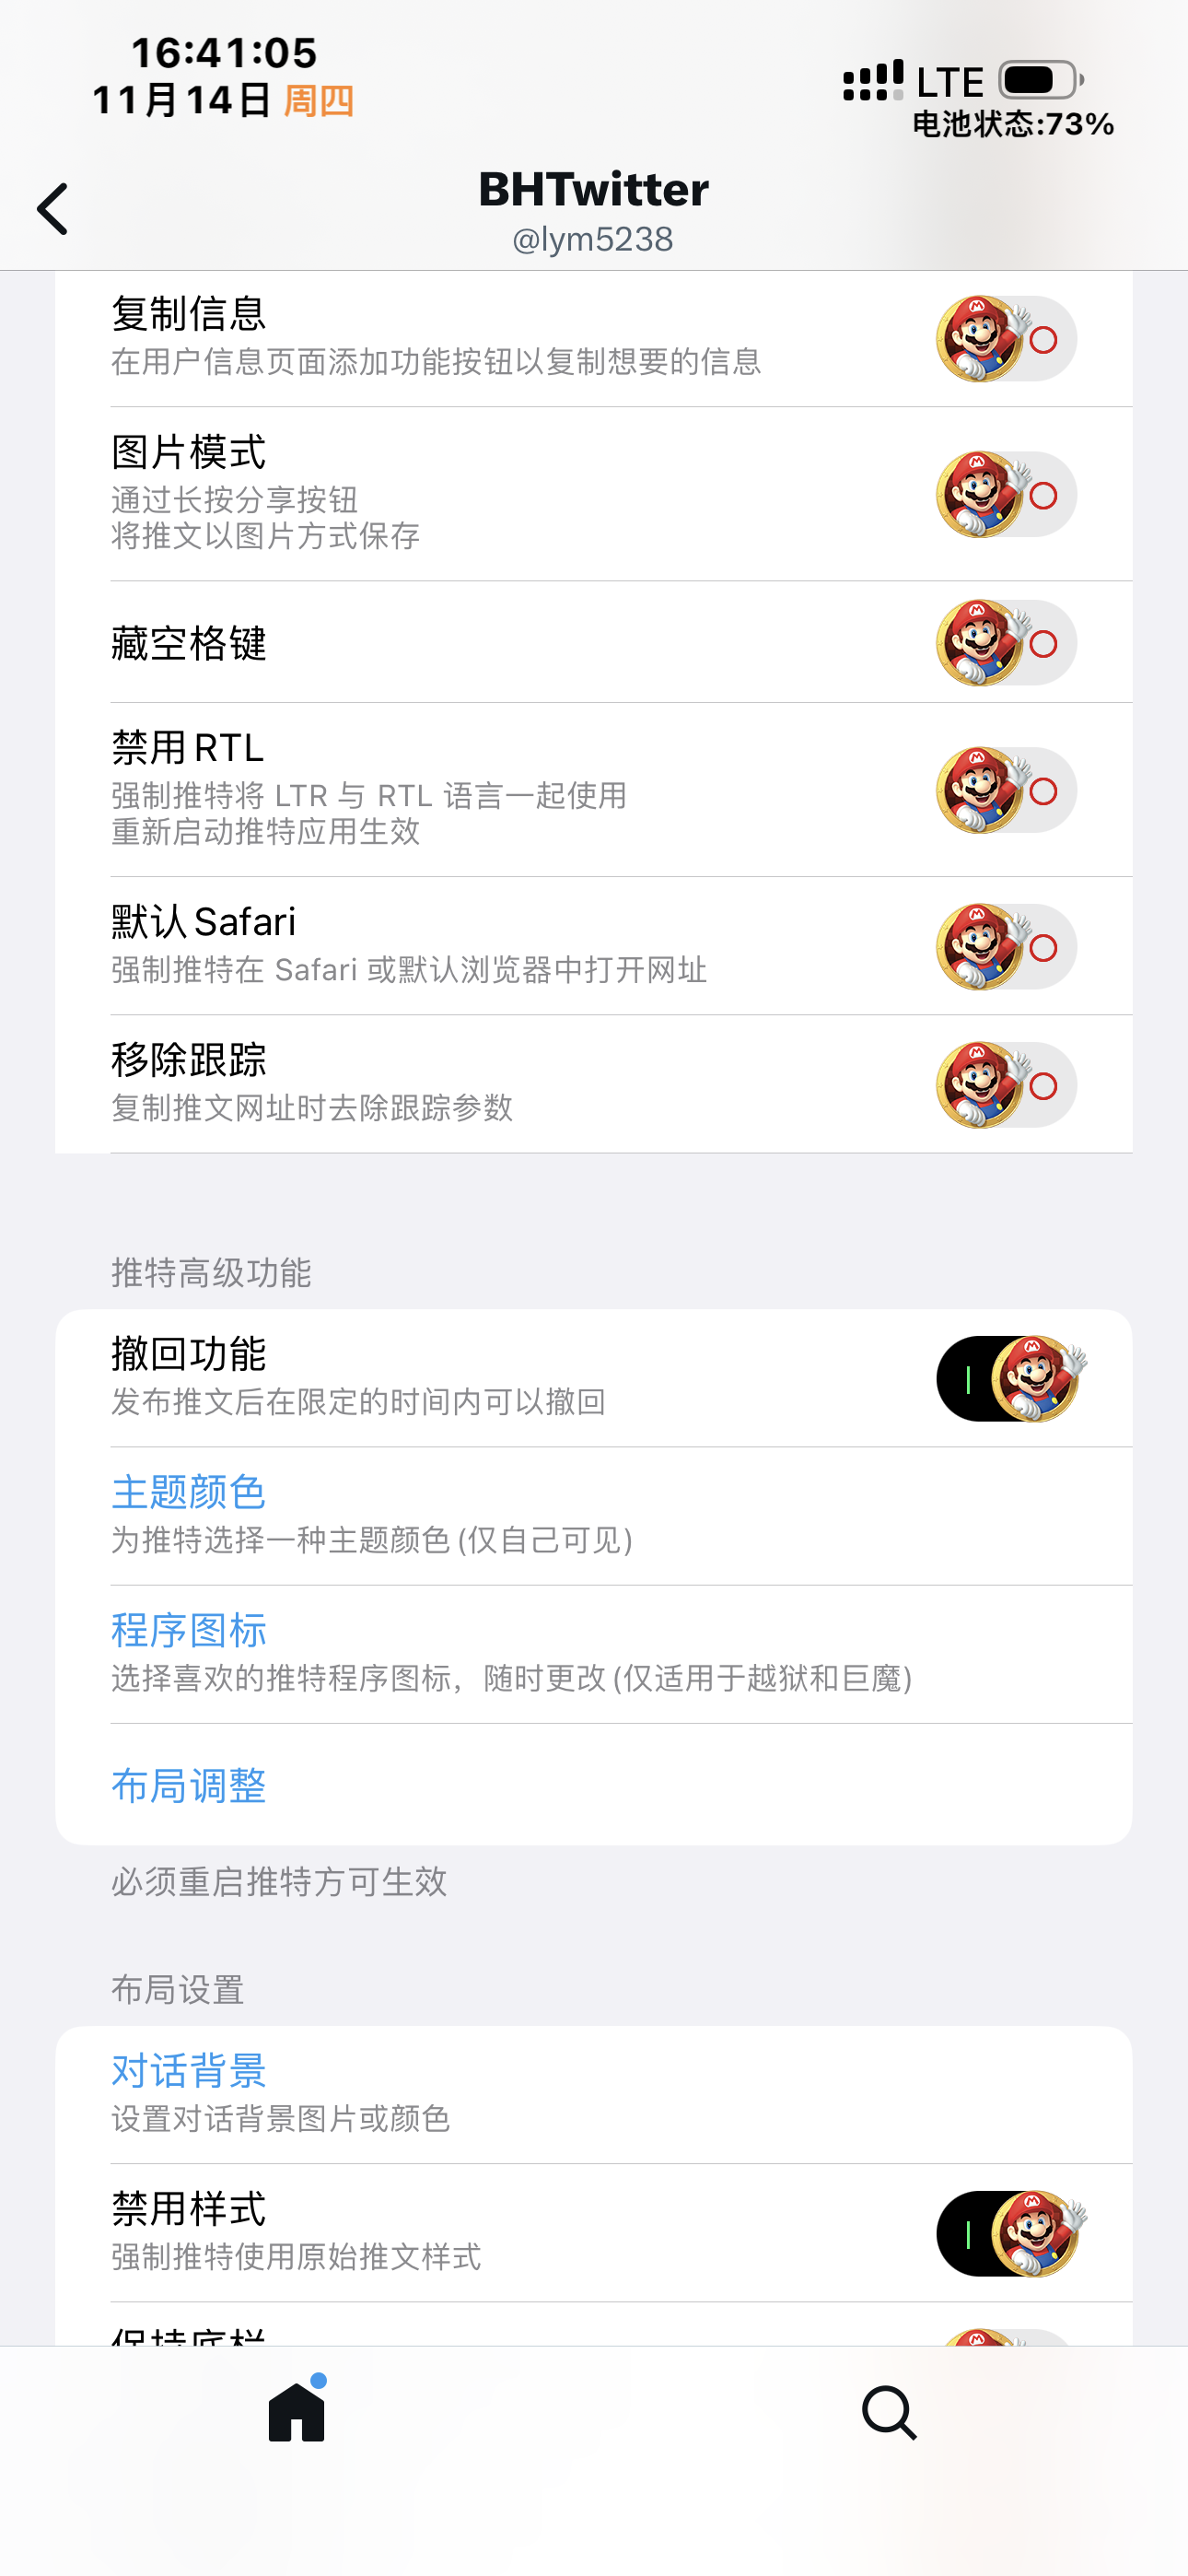 16:41:05
11月14日 周四
LTE
电池状态:73%
BHTwitter
@lym5238
复制信息
在用户信息页面添加功能按钮以复制想要的信息
图片模式
通过长按分享按钮
将推文以图片方式保存
藏空格键
禁用RTL
强制推特将 LTR 与 RTL 语言一起使用
重新启动推特应用生效
默认Safari
强制推特在 Safari 或默认浏览器中打开网址
移除跟踪
复制推文网址时去除跟踪参数
推特高级功能
撤回功能
发布推文后在限定的时间内可以撤回
主题颜色
为推特选择一种主题颜色(仅自己可见)
程序图标
选择喜欢的推特程序图标，随时更改(仅适用于越狱和巨魔)
布局调整
必须重启推特方可生效
布局设置
对话背景
设置对话背景图片或颜色
禁用样式
强制推特使用原始推文样式
保持底栏